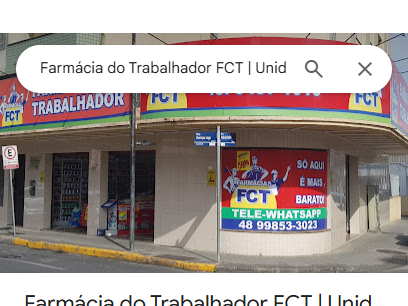 Farmácia do Trabalhador FCT | Unid
FCT
TRABALHADOR
FCT
FCT
E
FARMÁCIAS
FCT
SÓ AQUI
É MAIS
BARATO!
TELE-WHATSAPP
48 99853-3023
Farmácia do Trabalhador FCT | Unid